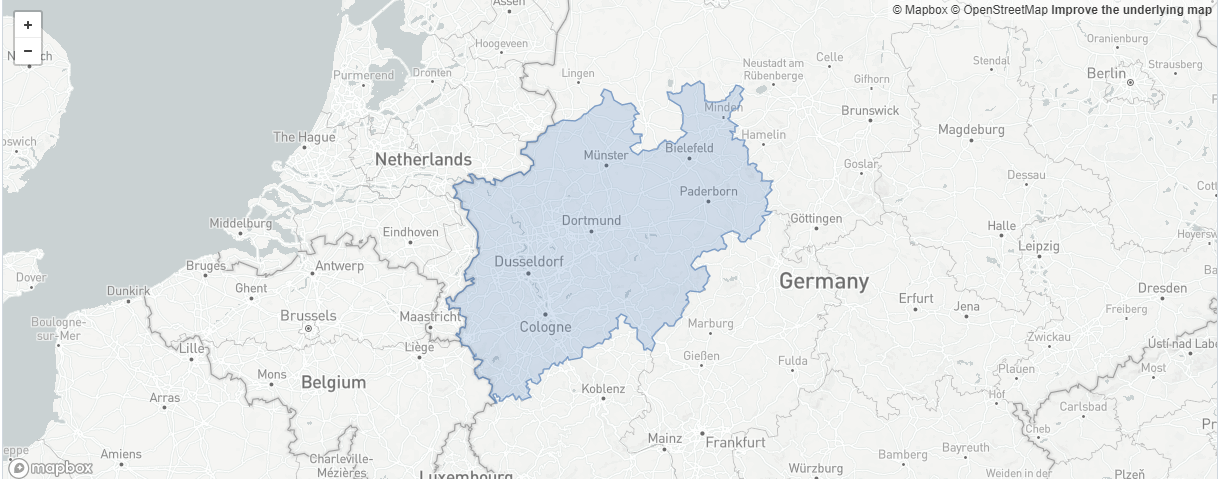 © Mapbox © OpenStreetMap Improve the underlying map
+
−
Assen
Hoogeveen
Dronten
Purmerend
Lingen
Neustadt am
Rübenberge
Celle
Gifhorn
Stendal
Oranienburg
Strausberg
Berlin
Minden
Brunswick
Magdeburg
Hamelin
The Hague
Netherlands
Münster
Bielefeld
Goslar
Dessau
Paderborn
Middelburg
Eindhoven
Dortmund
Göttingen
Halle
Leipzig
Hoyersw
Dover
Bruges
Antwerp
Dusseldorf
Germany
Dunkirk
Ghent
Erfurt
Jena
Dresden
Freiberg
Boulogne-
sur-Mer
Brussels
Maastricht
Cologne
Marburg
Zwickau
Ústí nad Label
Lille
Liège
Gießen
Fulda
Plauen
Most
Mons
Belgium
Koblenz
Hof
Karlsbad
Arras
Cheb
Mainz
Frankfurt
Amiens
Charleville-
Mézières
Luxembourg
Bamberg
Bayreuth
Würzburg
Weiden in der
Plzeň
mapbox